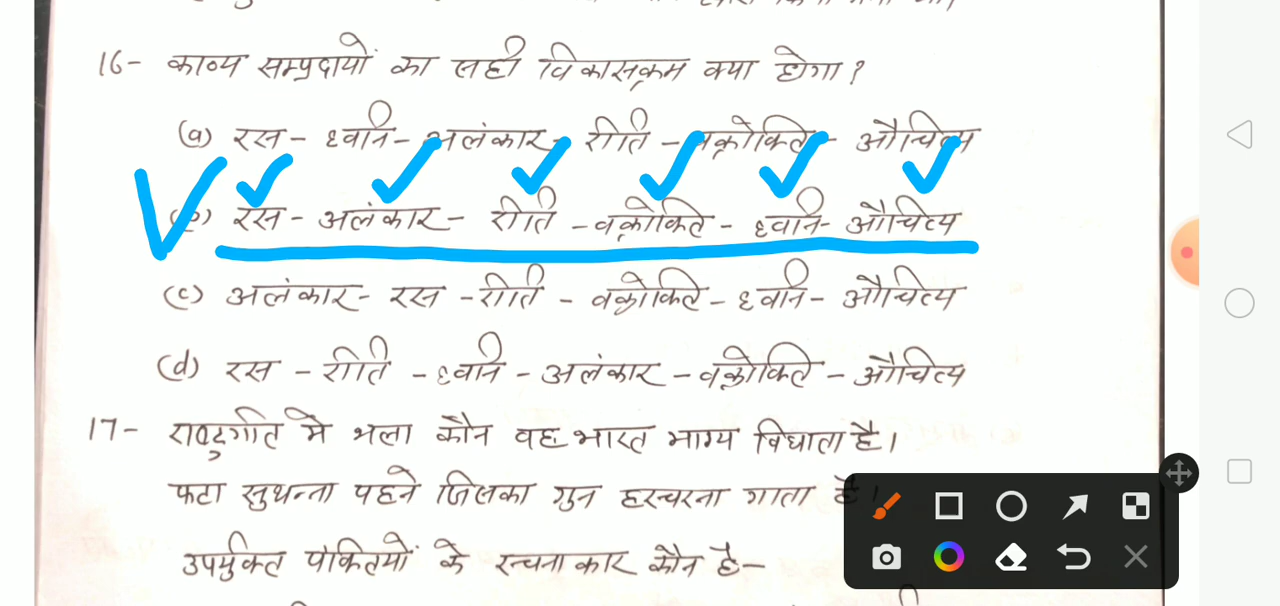 16- काव्य सम्प्रदायों का सही विकासक्रम क्या होगा?
(a) रस - ध्वनि - अलंकार - रीति - वक्रोक्ति - औचित्य
(b) रस - अलंकार - रीति - वक्रोक्ति - ध्वनि - औचित्य
(c) अलंकार - रस - रीति - वक्रोक्ति - ध्वनि - औचित्य
(d) रस - रीति - ध्वनि - अलंकार - वक्रोक्ति - औचित्य
17- राष्ट्रगीत मे भला कौन वह भारत भाग्य विधाता है।
फटा सुथन्ना पहने जिसका गुन हरचरना गाता है।
उपर्युक्त पंक्तियों के रचनाकार कौन है-